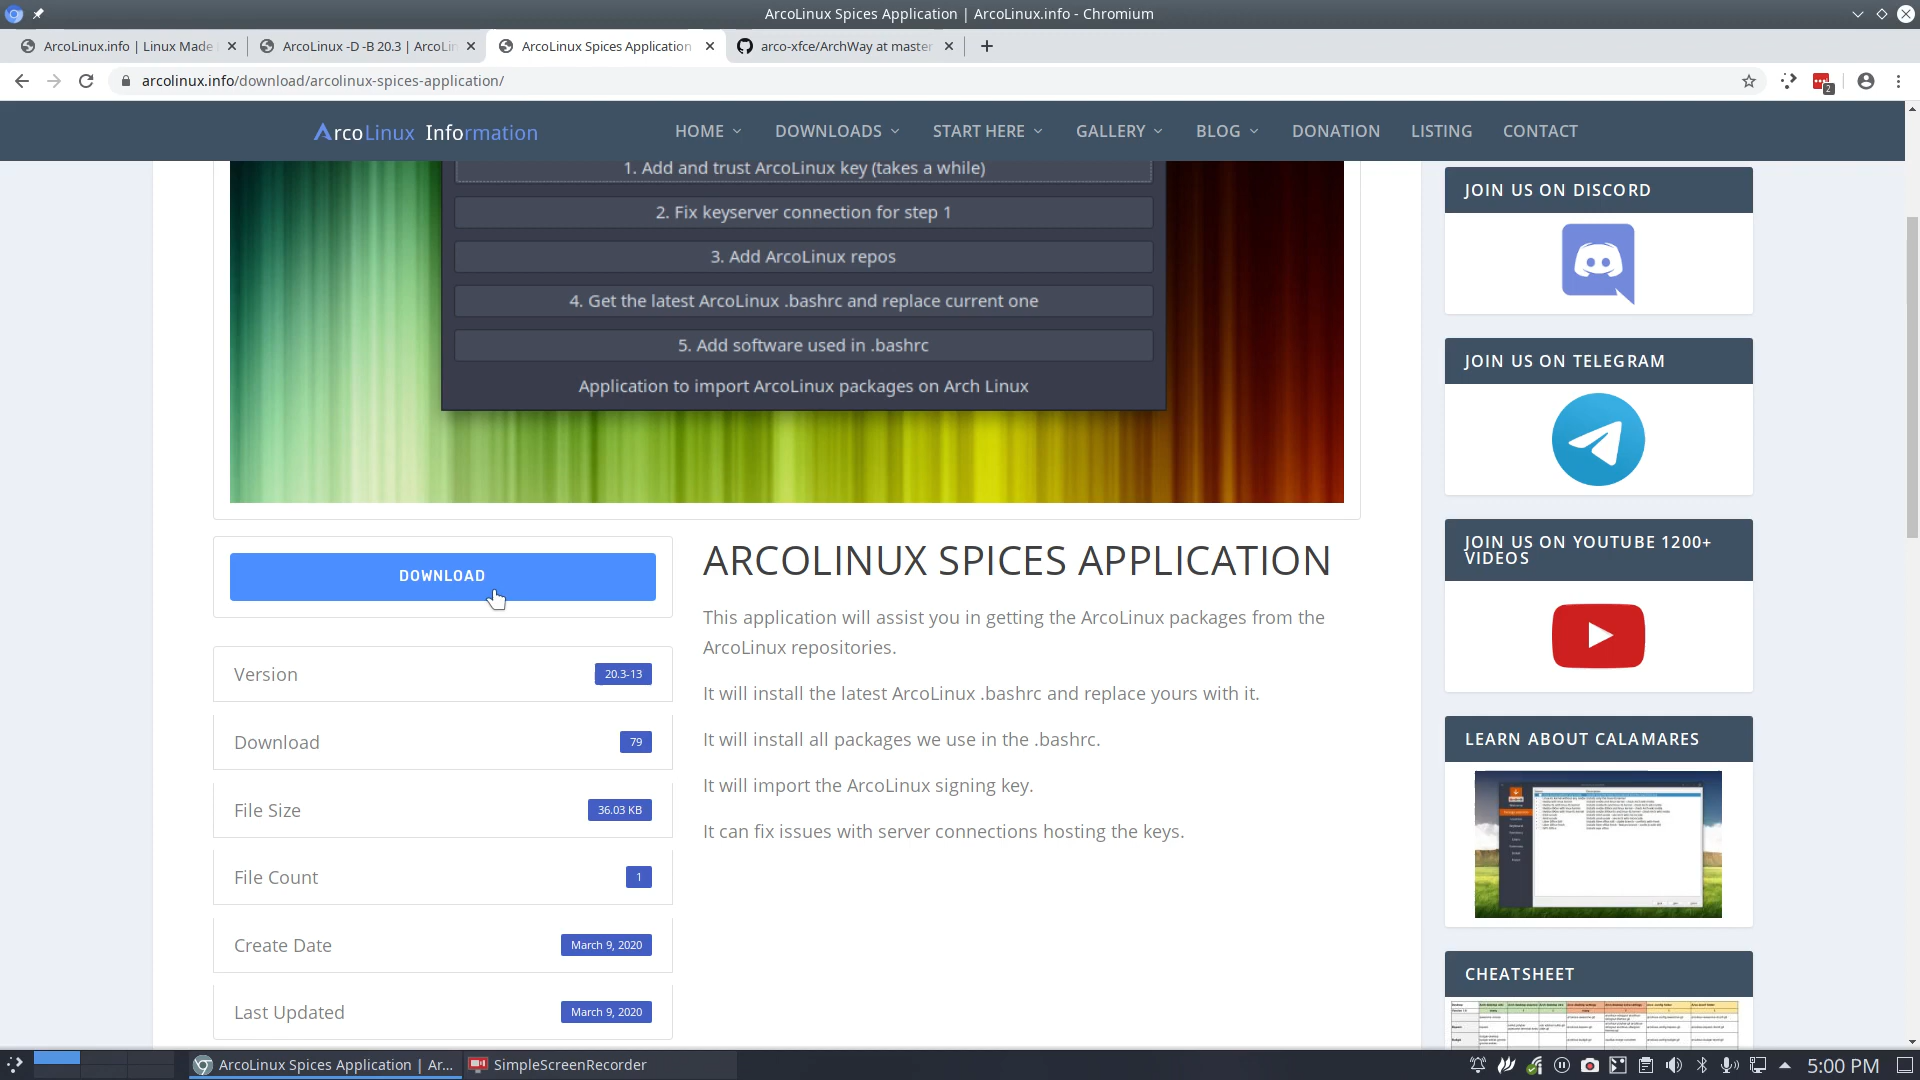 ArcoLinux Spices Application | ArcoLinux.info - Chromium
ArcoLinux.info | Linux Made
ArcoLinux -D -B 20.3 | ArcoLin
ArcoLinux Spices Application
arco-xfce/ArchWay at master
arcolinux.info/download/arcolinux-spices-application/
2
ArcoLinux Information
HOME
DOWNLOADS
START HERE
GALLERY
BLOG
DONATION
LISTING
CONTACT
1. Add and trust ArcoLinux key (takes a while)
2. Fix keyserver connection for step 1
3. Add ArcoLinux repos
4. Get the latest ArcoLinux .bashrc and replace current one
5. Add software used in .bashrc
Application to import ArcoLinux packages on Arch Linux
DOWNLOAD
Version
20.3-13
Download
79
File Size
36.03 KB
File Count
1
Create Date
March 9, 2020
Last Updated
March 9, 2020
ARCOLINUX SPICES APPLICATION
This application will assist you in getting the ArcoLinux packages from the
ArcoLinux repositories.
It will install the latest ArcoLinux .bashrc and replace yours with it.
It will install all packages we use in the .bashrc.
It will import the ArcoLinux signing key.
It can fix issues with server connections hosting the keys.
JOIN US ON DISCORD
JOIN US ON TELEGRAM
JOIN US ON YOUTUBE 1200+
VIDEOS
LEARN ABOUT CALAMARES
CHEATSHEET
ArcoLinux Spices Application | Ar...
SimpleScreenRecorder
5:00 PM